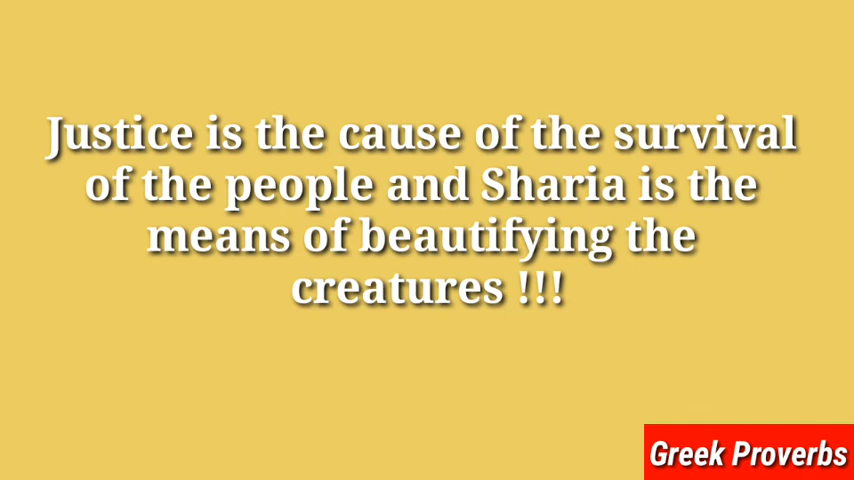 Justice is the cause of the survival
of the people and Sharia is the
means of beautifying the
creatures !!!
Greek Proverbs